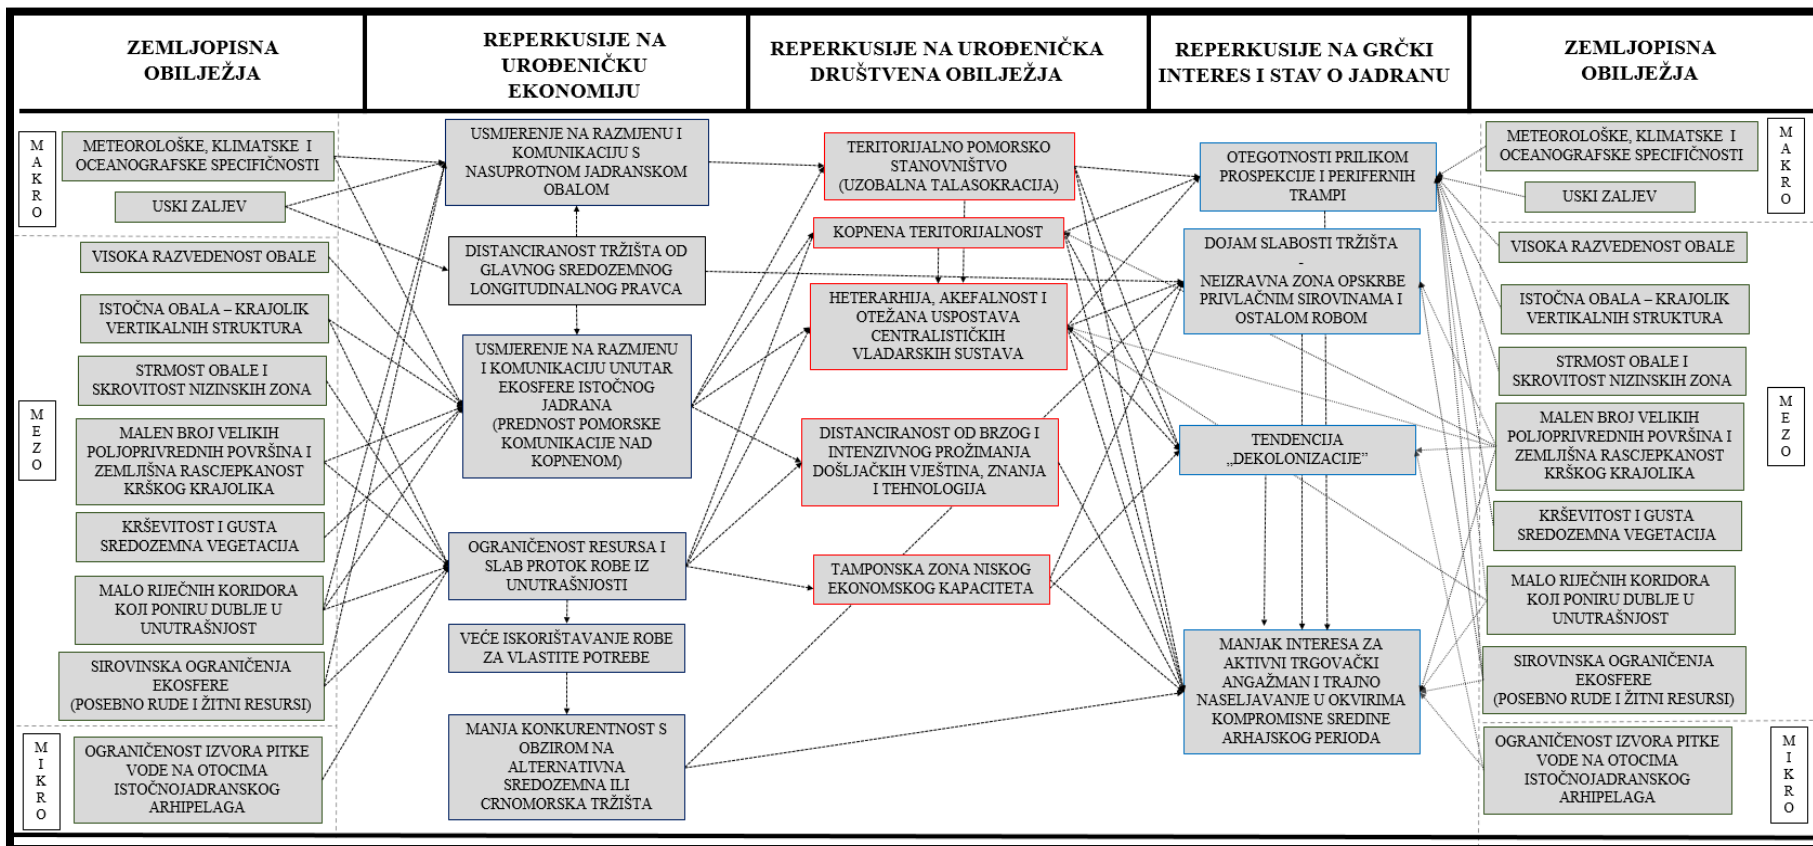 ZEMLJOPISNA
OBILJEŽJA
REPERKUSIJE NA
UROĐENIČKU
EKONOMIJU
REPERKUSIJE NA UROĐENIČKA
DRUŠTVENA OBILJEŽJA
REPERKUSIJE NA GRČKI
INTERES I STAV O JADRANU
ZEMLJOPISNA
OBILJEŽJA
MAKRO
METEOROLOŠKE, KLIMATSKE I
OCEANOGRAFSKE SPECIFIČNOSTI
USKI ZALJEV
MEZO
VISOKA RAZVEDENOST OBALE
ISTOČNA OBALA – KRAJOLIK
VERTIKALNIH STRUKTURA
STRMOST OBALE I
SKROVITOST NIZINSKIH ZONA
MALEN BROJ VELIKIH
POLJOPRIVREDNIH POVRŠINA I
ZEMLJIŠNA RASCJEPKANOST
KRŠKOG KRAJOLIKA
KRŠEVITOST I GUSTA
SREDOZEMNA VEGETACIJA
MALO RIJEČNIH KORIDORA
KOJI PONIRU DUBLJE U
UNUTRAŠNJOST
SIROVINSKA OGRANIČENJA
EKOSFERE
(POSEBNO RUDE I ŽITNI RESURSI)
MIKRO
OGRANIČENOST IZVORA PITKE
VODE NA OTOCIMA
ISTOČNOJADRANSKOG
ARHIPELAGA
USMJERENJE NA RAZMJENU I
KOMUNIKACIJU S
NASUPROTNOM JADRANSKOM
OBALOM
DISTANCIRANOST TRŽIŠTA OD
GLAVNOG SREDOZEMNOG
LONGITUDINALNOG PRAVCA
USMJERENJE NA RAZMJENU
I KOMUNIKACIJU UNUTAR
EKOSFERE ISTOČNOG
JADRANA
(PREDNOST POMORSKE
KOMUNIKACIJE NAD
KOPNENOM)
OGRANIČENOST RESURSA I
SLAB PROTOK ROBE IZ
UNUTRAŠNJOSTI
VEĆE ISKORIŠTAVANJE ROBE
ZA VLASTITE POTREBE
MANJA KONKURENTNOST S
OBZIROM NA
ALTERNATIVNA
SREDOZEMNA ILI
CRNOMORSKA TRŽIŠTA
TERITORIJALNO POMORSKO
STANOVNIŠTVO
(UZOBALNA TALASOKRACIJA)
KOPNENA TERITORIJALNOST
HETERARHIJA, AKEFALNOST I
OTEŽANA USPOSTAVA
CENTRALISTIČKIH
VLADARSKIH SUSTAVA
DISTANCIRANOST OD BRZOG I
INTENZIVNOG PROŽIMANJA
DOŠLJAČKIH VJEŠTINA, ZNANJA
I TEHNOLOGIJA
TAMPONSKA ZONA NISKOG
EKONOMSKOG KAPACITETA
OTEGOTNOSTI PRILIKOM
PROSPEKCIJE I PERIFERNIH
TRAMPI
DOJAM SLABOSTI TRŽIŠTA
-
NEIZRAVNA ZONA OPSKRBE
PRIVLAČNIM SIROVINAMA I
OSTALOM ROBOM
TENDENCIJA
„DEKOLONIZACIJE”
MANJAK INTERESA ZA
AKTIVNI TRGOVAČKI
ANGAŽMAN I TRAJNO
NASELJAVANJE U OKVIRIMA
KOMPROMISNE SREDINE
ARHAJSKOG PERIODA
METEOROLOŠKE, KLIMATSKE I
OCEANOGRAFSKE SPECIFIČNOSTI
USKI ZALJEV
MAKRO
VISOKA RAZVEDENOST OBALE
ISTOČNA OBALA – KRAJOLIK
VERTIKALNIH STRUKTURA
STRMOST OBALE I
SKROVITOST NIZINSKIH ZONA
MALEN BROJ VELIKIH
POLJOPRIVREDNIH POVRŠINA I
ZEMLJIŠNA RASCJEPKANOST
KRŠKOG KRAJOLIKA
KRŠEVITOST I GUSTA
SREDOZEMNA VEGETACIJA
MALO RIJEČNIH KORIDORA
KOJI PONIRU DUBLJE U
UNUTRAŠNJOST
SIROVINSKA OGRANIČENJA
EKOSFERE
(POSEBNO RUDE I ŽITNI RESURSI)
MEZO
OGRANIČENOST IZVORA PITKE
VODE NA OTOCIMA
ISTOČNOJADRANSKOG
ARHIPELAGA
MIKRO